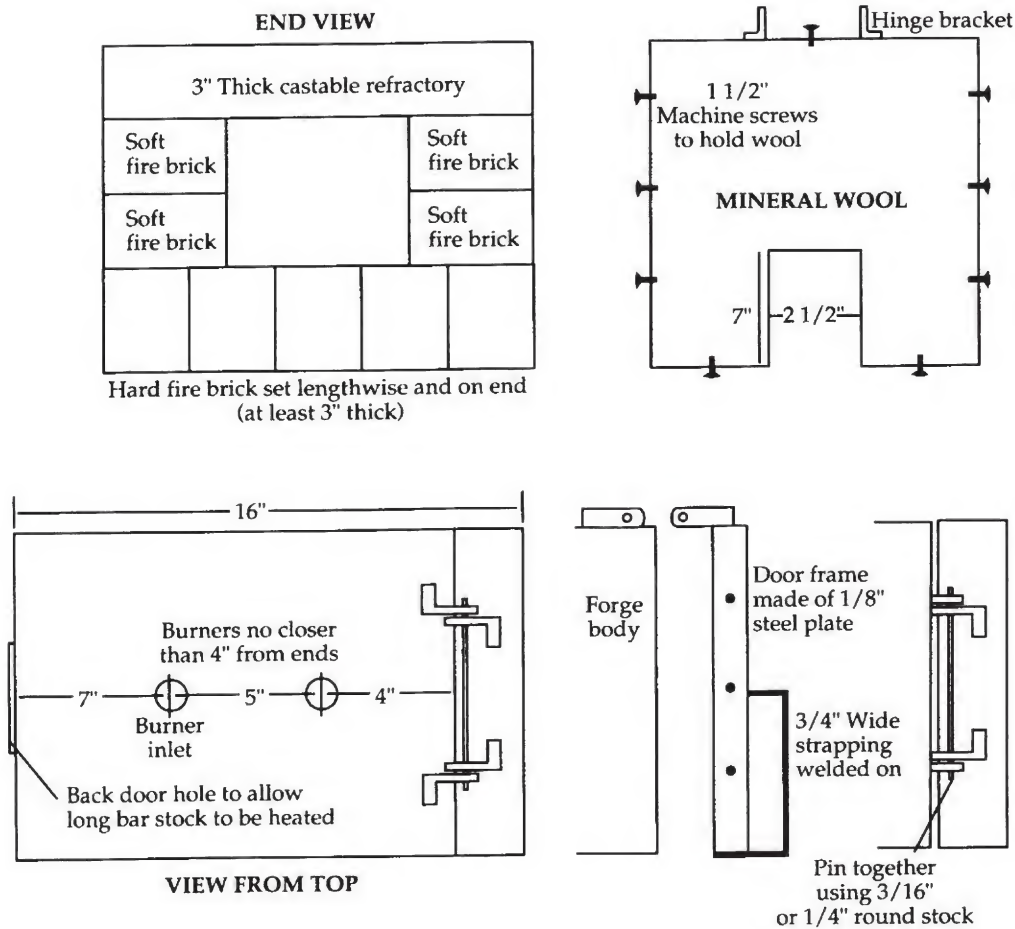 END VIEW
3" Thick castable refractory
Soft
fire brick
Soft
fire brick
Soft
fire brick
Soft
fire brick
Hard fire brick set lengthwise and on end
(at least 3" thick)
Hinge bracket
1 1/2"
Machine screws
to hold wool
MINERAL WOOL
7"
2 1/2"
16"
Burners no closer
than 4" from ends
7"
5"
4"
Burner
inlet
Back door hole to allow
long bar stock to be heated
VIEW FROM TOP
Forge
body
Door frame
made of 1/8"
steel plate
3/4" Wide
strapping
welded on
Pin together
using 3/16"
or 1/4" round stock